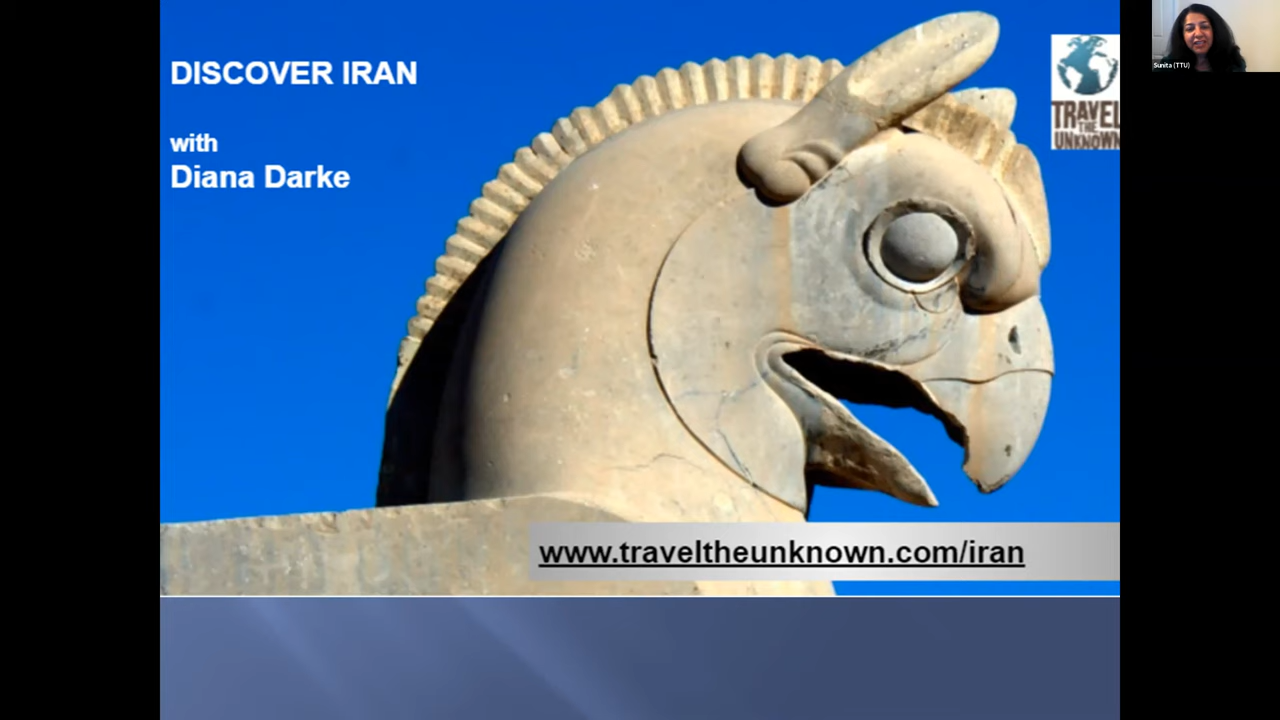 DISCOVER IRAN
with
Diana Darke
TRAVEL
THE
UNKNOWN
Sunita (TTU)
www.traveltheunknown.com/iran